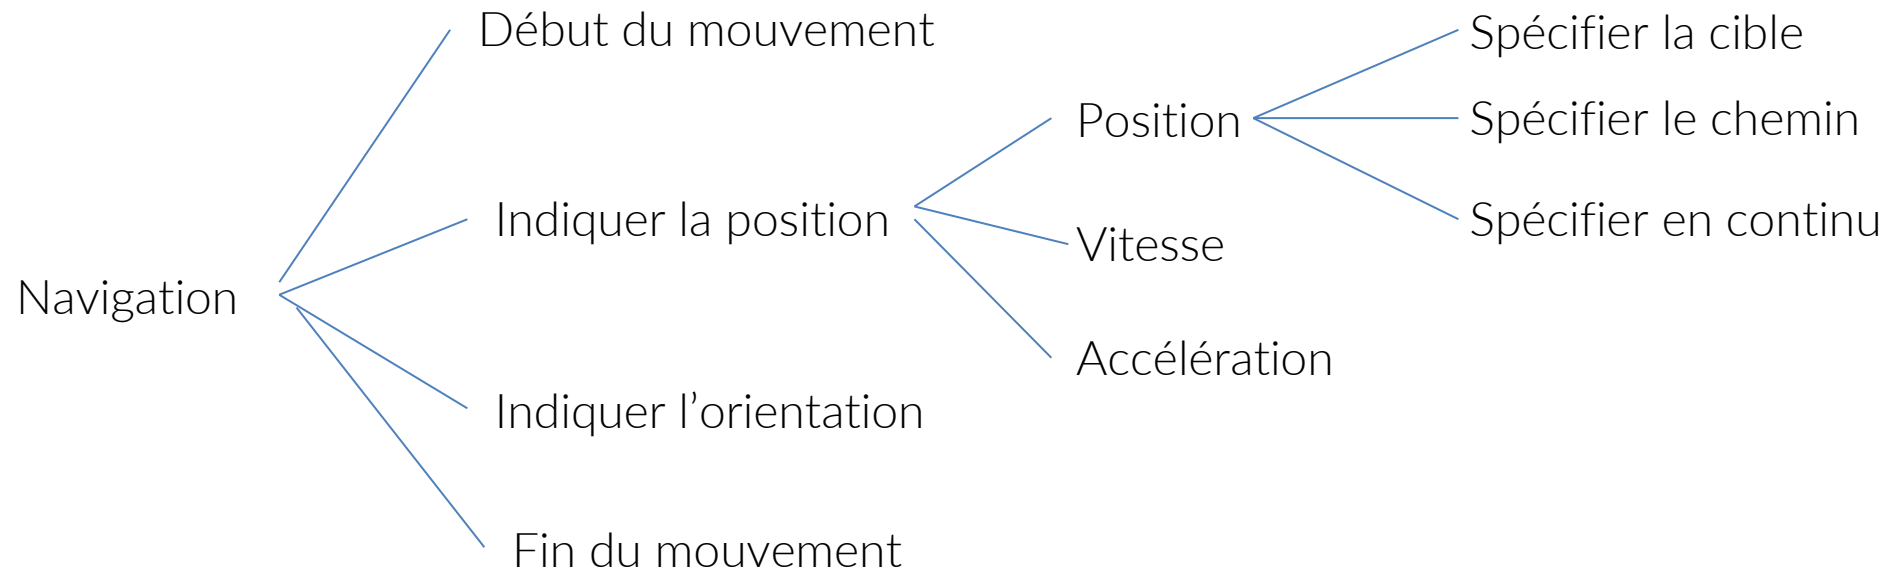 Navigation
Début du mouvement
Indiquer la position
Indiquer l’orientation
Fin du mouvement
Position
Vitesse
Accélération
Spécifier la cible
Spécifier le chemin
Spécifier en continu